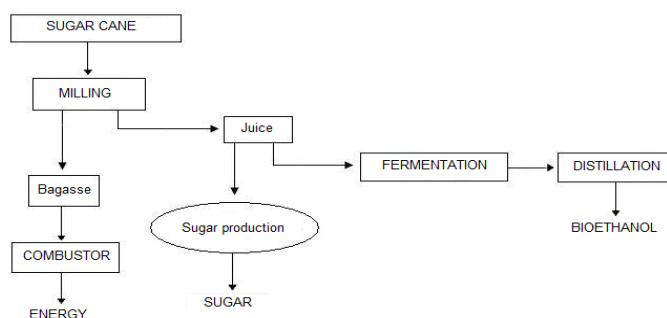 SUGAR CANE
MILLING
Juice
FERMENTATION
DISTILLATION
Bagasse
Sugar production
BIOETHANOL
COMBUSTOR
SUGAR
ENERGY